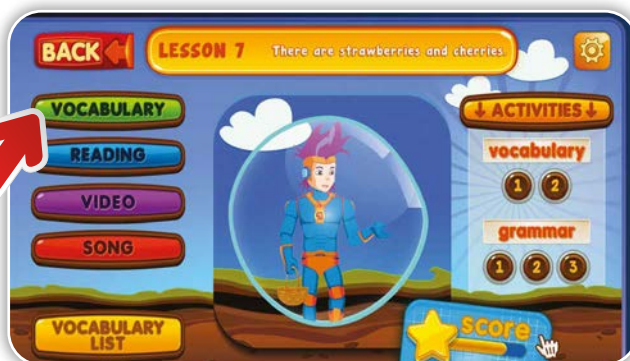 BACK
LESSON 7 There are strawberries and cherries
VOCABULARY
READING
VIDEO
SONG
VOCABULARY
LIST
↓ ACTIVITIES ↓
vocabulary
1 2
grammar
1 2 3
score